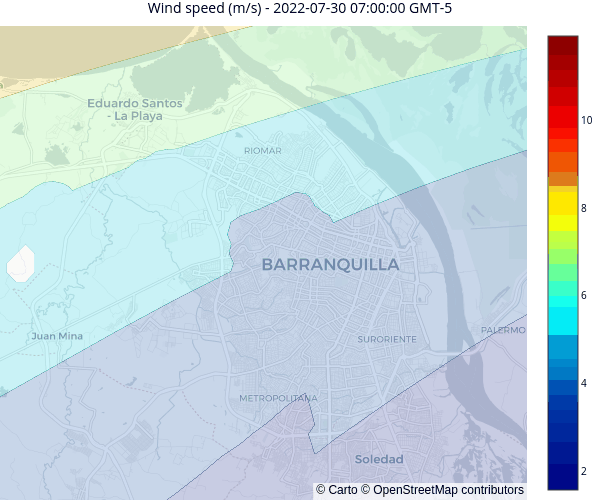 Wind speed (m/s) - 2022-07-30 07:00:00 GMT-5
Eduardo Santos
- La Playa
RIOMAR
BARRANQUILLA
Juan Mina
SURORIENTE
PALERMO
METROPOLITANA
Soledad
© Carto © OpenStreetMap contributors
10
8
6
4
2